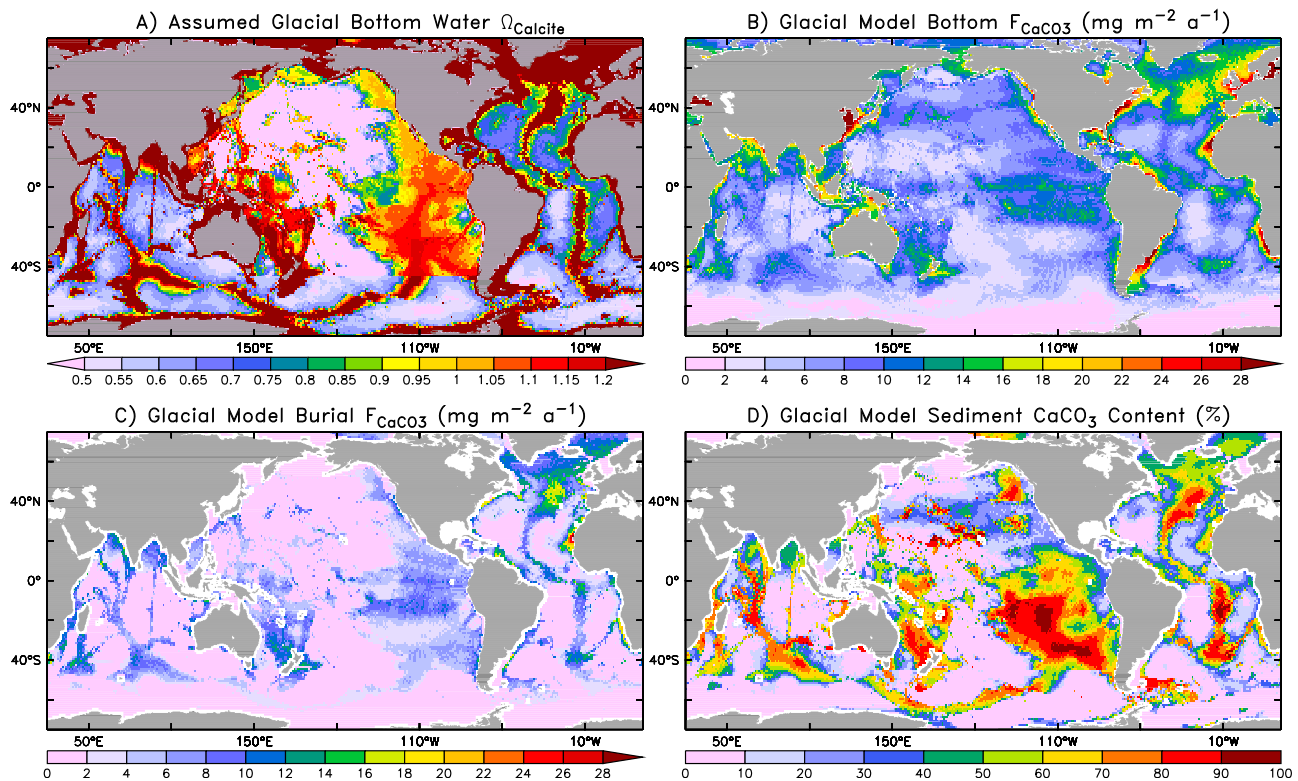 A) Assumed Glacial Bottom Water ΩCalcite
B) Glacial Model Bottom FCaCO3 (mg m−2 a−1)
40°N
0°
40°S
50°E 150°W 110°W 10°W
50°E 150°W 110°W 10°W
0.5 0.55 0.6 0.65 0.7 0.75 0.8 0.85 0.9 0.95 1 1.05 1.1 1.15 1.2
0 2 4 6 8 10 12 14 16 18 20 22 24 26 28
C) Glacial Model Burial FCaCO3 (mg m−2 a−1)
D) Glacial Model Sediment CaCO3 Content (%)
40°N
0°
40°S
50°E 150°W 110°W 10°W
50°E 150°W 110°W 10°W
0 2 4 6 8 10 12 14 16 18 20 22 24 26 28
0 10 20 30 40 50 60 70 80 90 100